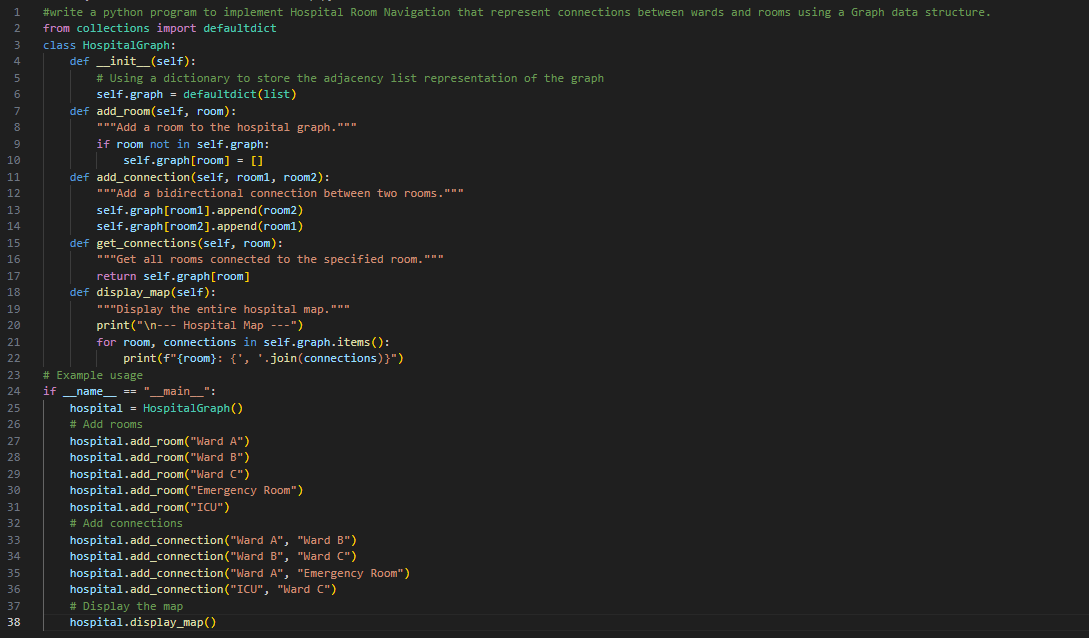 1 #write a python program to implement Hospital Room Navigation that represent connections between wards and rooms using a Graph data structure.
2 from collections import defaultdict
3 class HospitalGraph:
4     def __init__(self):
5         # Using a dictionary to store the adjacency list representation of the graph
6         self.graph = defaultdict(list)
7     def add_room(self, room):
8         """Add a room to the hospital graph."""
9         if room not in self.graph:
10             self.graph[room] = []
11     def add_connection(self, room1, room2):
12         """Add a bidirectional connection between two rooms."""
13         self.graph[room1].append(room2)
14         self.graph[room2].append(room1)
15     def get_connections(self, room):
16         """Get all rooms connected to the specified room."""
17         return self.graph[room]
18     def display_map(self):
19         """Display the entire hospital map."""
20         print("\n--- Hospital Map ---")
21         for room, connections in self.graph.items():
22             print(f"{room}: {', '.join(connections)}")
23 # Example usage
24 if __name__ == "__main__":
25     hospital = HospitalGraph()
26     # Add rooms
27     hospital.add_room("Ward A")
28     hospital.add_room("Ward B")
29     hospital.add_room("Ward C")
30     hospital.add_room("Emergency Room")
31     hospital.add_room("ICU")
32     # Add connections
33     hospital.add_connection("Ward A", "Ward B")
34     hospital.add_connection("Ward B", "Ward C")
35     hospital.add_connection("Ward A", "Emergency Room")
36     hospital.add_connection("ICU", "Ward C")
37     # Display the map
38     hospital.display_map()